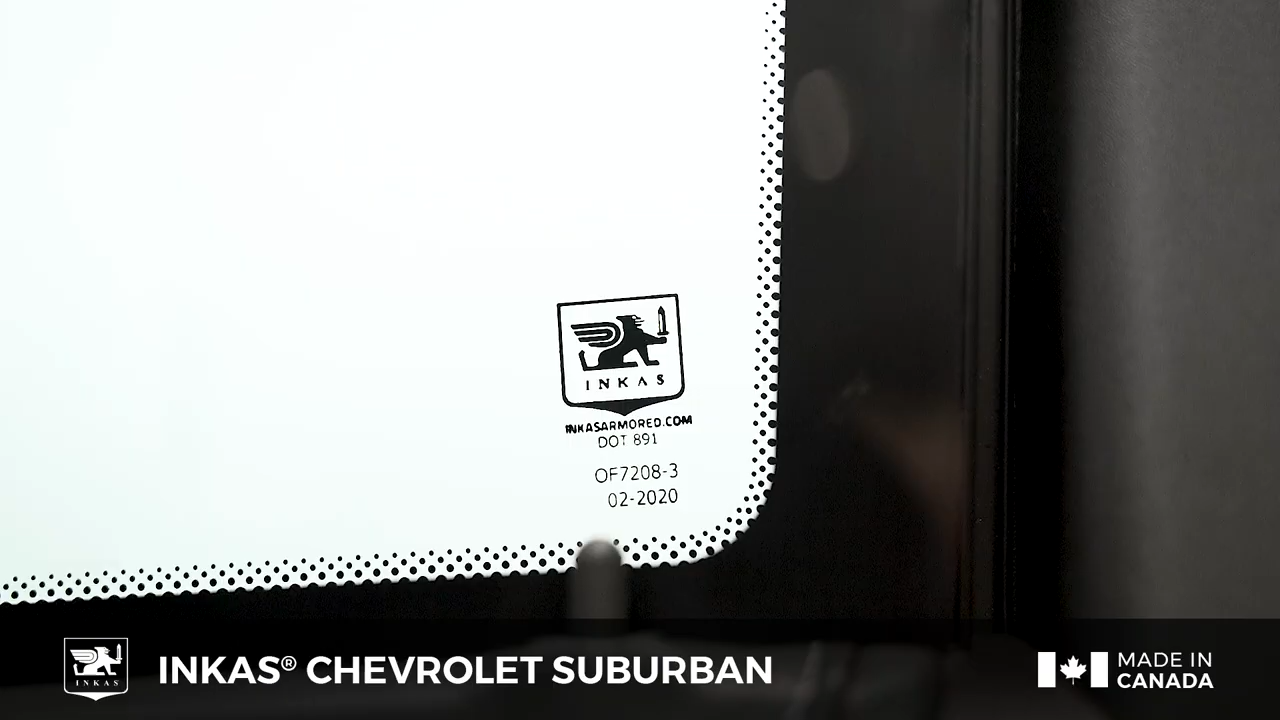 INKAS
INKASARMORED.COM
DOT 891
OF7208-3
02-2020
INKAS
INKAS® CHEVROLET SUBURBAN
MADE IN
CANADA